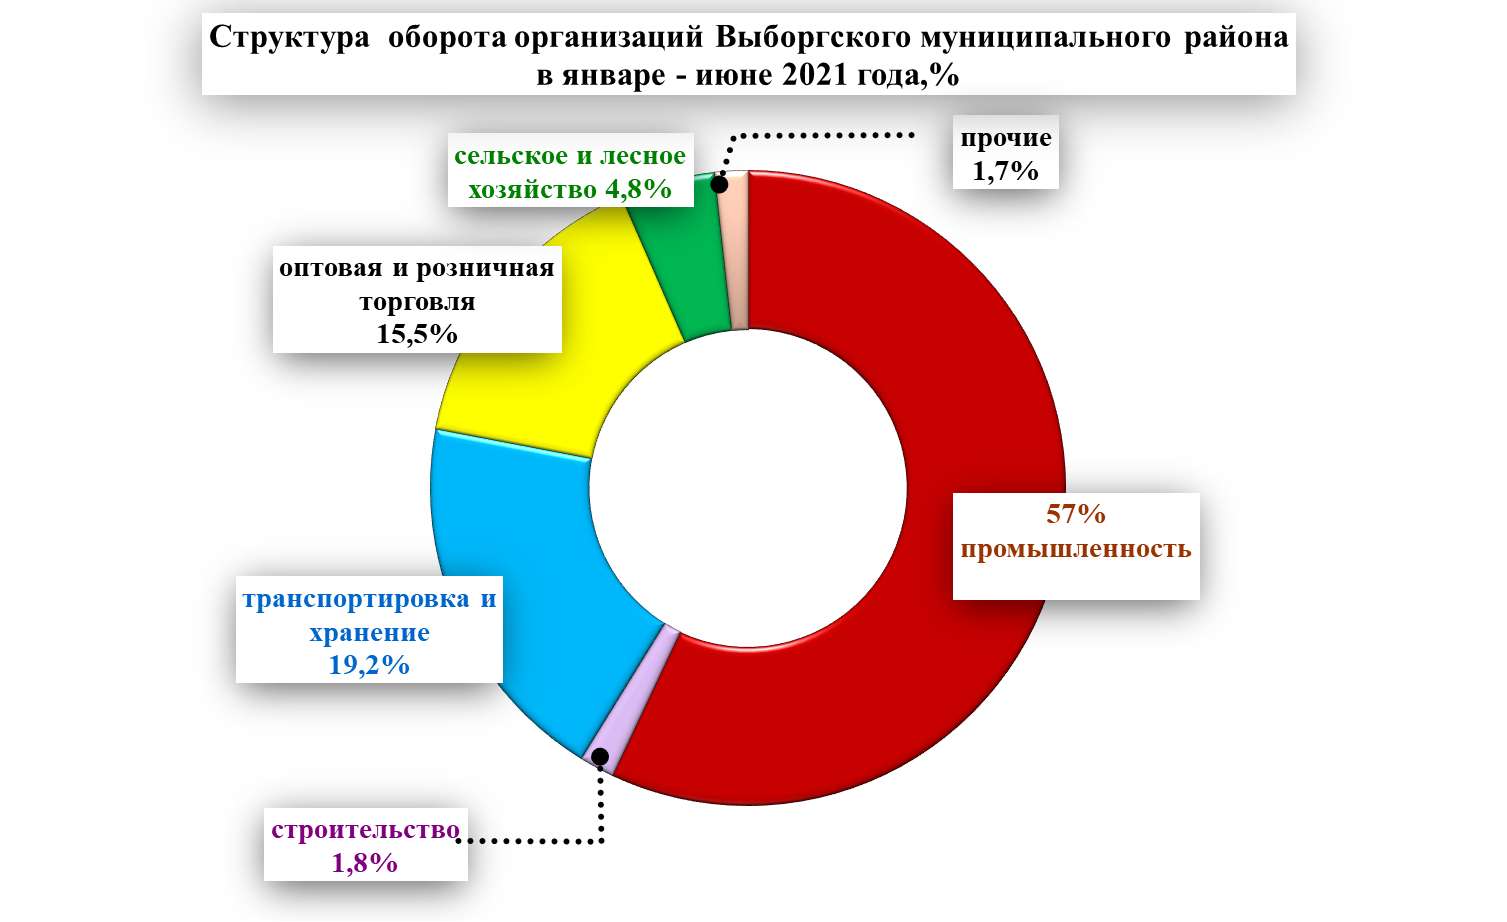 Структура оборота организаций Выборгского муниципального района
в январе - июне 2021 года,%
прочие
1,7%
сельское и лесное
хозяйство 4,8%
оптовая и розничная
торговля
15,5%
57%
промышленность
транспортировка и
хранение
19,2%
строительство
1,8%